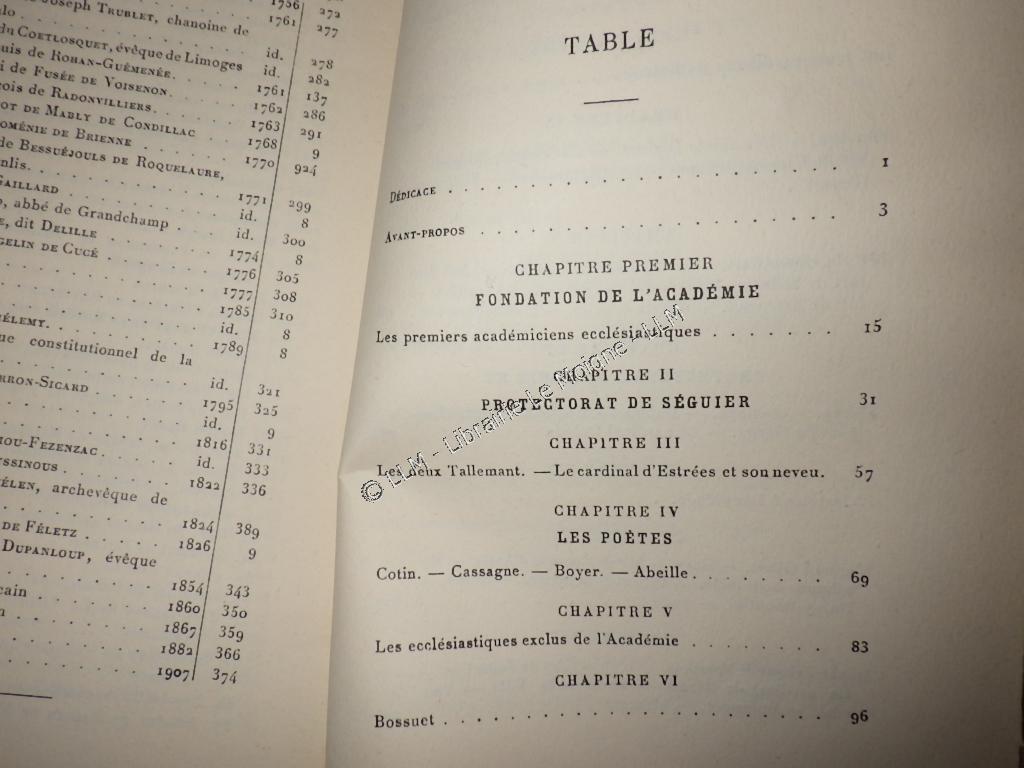 1756 272
Joseph Trublet, chanoine de
1761 277
du Coetlosquet, évêque de Limoges id. 278
uis de Rohan-Guémenée. id. 282
i de Fusée de Voisenon. 1761 137
çois de Radonvilliers. 1762 286
ot de Mably de Condillac 1763 291
oménie de Brienne 1768 9
de Bessuéjouls de Roquelaure, 1770 924
nlis.
Gaillard 1771 299
, abbé de Grandchamp id. 8
e, dit Delille id. 300
gelin de Cucé 1774 8
1776 305
1777 308
1785 310
élemy. id. 8
ue constitutionnel de la 1789 8
id. 321
rron-Sicard 1795 325
id. 9
iou-Fezenzac. 1816 331
id. 333
yssinous 1822 336
élen, archevêque de
1824 389
de Féletz 1826 9
Dupanloup, évêque
1854 343
cain 1860 350
1867 359
1882 366
1907 374
TABLE
Dédicace 1
Avant-propos 3
CHAPITRE PREMIER
FONDATION DE L'ACADÉMIE
Les premiers académiciens ecclésiastiques 15
CHAPITRE II
PROTECTORAT DE SÉGUIER 31
CHAPITRE III
Les deux Tallemant. — Le cardinal d'Estrées et son neveu. 57
CHAPITRE IV
LES POÈTES
Cotin. — Cassagne. — Boyer. — Abeille. 69
CHAPITRE V
Les ecclésiastiques exclus de l'Académie 83
CHAPITRE VI
Bossuet 96
© LLM - Librairie Le Moigne - LLM